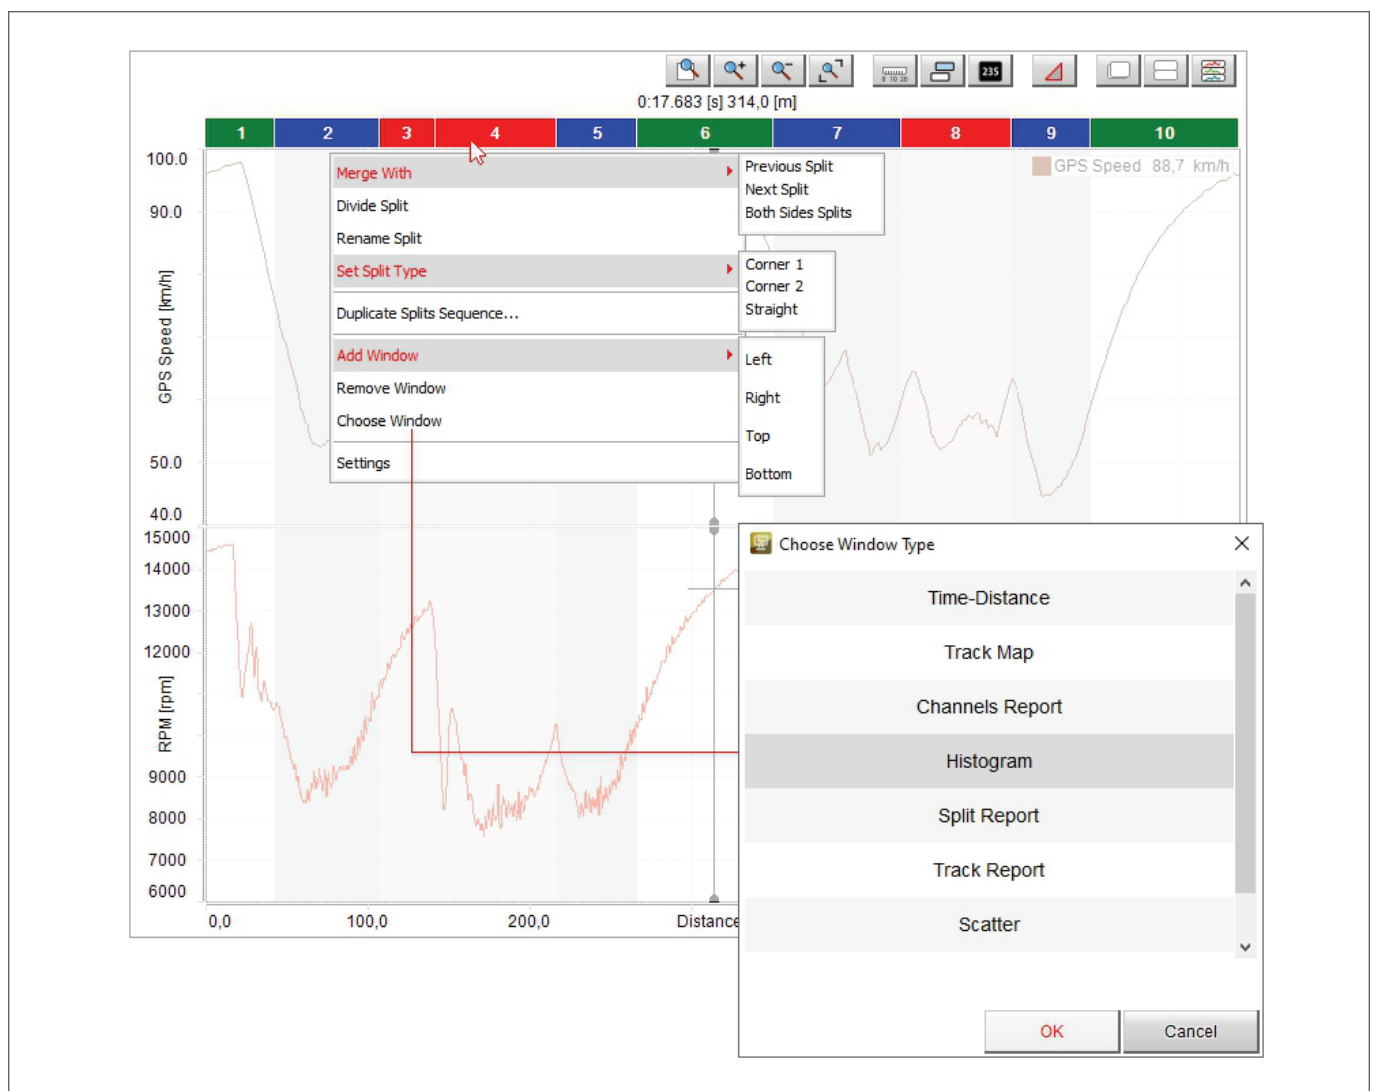 0 10 20
235
0:17.683 [s] 314,0 [m]
1 2 3 4 5 6 7 8 9 10
GPS Speed 88,7 km/h
100.0
90.0
50.0
40.0
GPS Speed [km/h]
Merge With
Divide Split
Rename Split
Set Split Type
Duplicate Splits Sequence...
Add Window
Remove Window
Choose Window
Settings
Previous Split
Next Split
Both Sides Splits
Corner 1
Corner 2
Straight
Left
Right
Top
Bottom
15000
14000
13000
12000
9000
8000
7000
6000
RPM [rpm]
0,0 100,0 200,0 Distance
Choose Window Type
Time-Distance
Track Map
Channels Report
Histogram
Split Report
Track Report
Scatter
OK Cancel